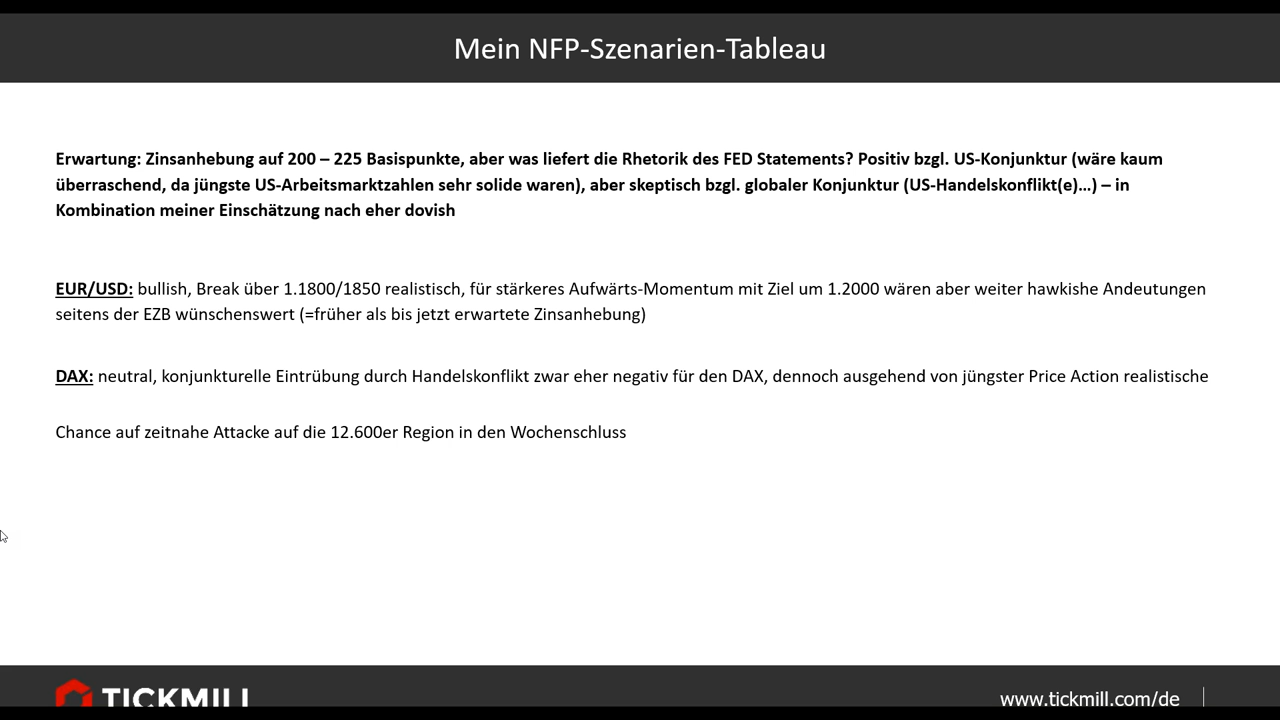 Mein NFP-Szenarien-Tableau
Erwartung: Zinsanhebung auf 200 – 225 Basispunkte, aber was liefert die Rhetorik des FED Statements? Positiv bzgl. US-Konjunktur (wäre kaum
überraschend, da jüngste US-Arbeitsmarktzahlen sehr solide waren), aber skeptisch bzgl. globaler Konjunktur (US-Handelskonflikt(e)…) – in
Kombination meiner Einschätzung nach eher dovish
EUR/USD: bullish, Break über 1.1800/1850 realistisch, für stärkeres Aufwärts-Momentum mit Ziel um 1.2000 wären aber weiter hawkishe Andeutungen
seitens der EZB wünschenswert (=früher als bis jetzt erwartete Zinsanhebung)
DAX: neutral, konjunkturelle Eintrübung durch Handelskonflikt zwar eher negativ für den DAX, dennoch ausgehend von jüngster Price Action realistische
Chance auf zeitnahe Attacke auf die 12.600er Region in den Wochenschluss
TICKMILL
www.tickmill.com/de